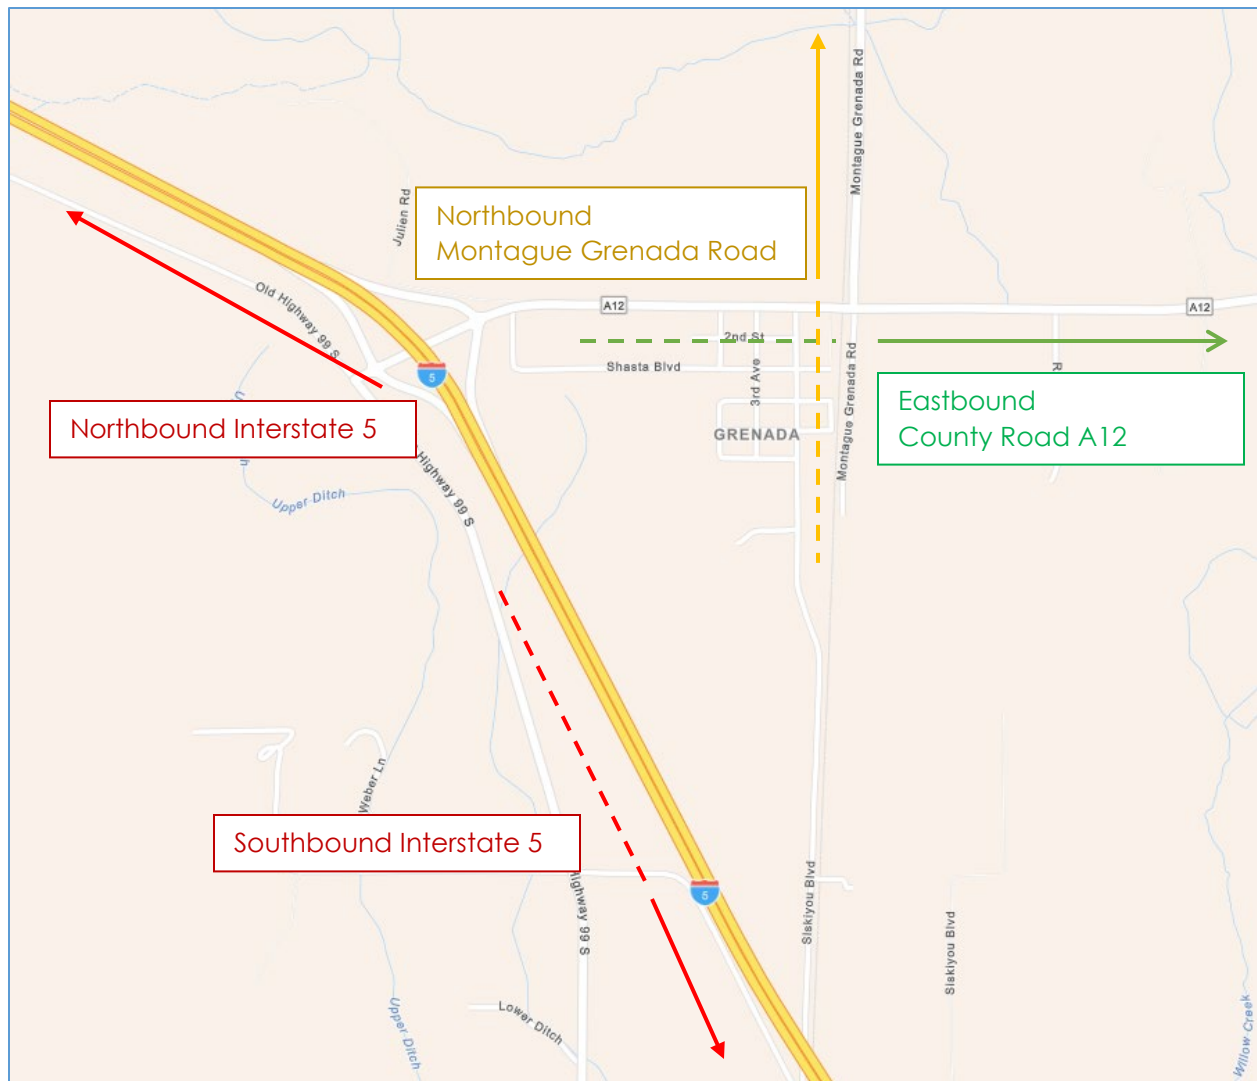 Montague Grenada Rd
Julien Rd
Northbound
Montague Grenada Road
Old Highway 99 S
A12
A12
2nd St
Shasta Blvd
3rd Ave
5
R
Montague Grenada Rd
Eastbound
County Road A12
Northbound Interstate 5
GRENADA
Highway 99 S
Upper Ditch
Southbound Interstate 5
Weber Ln
5
Highway 99 S
Siskiyou Blvd
Siskiyou Blvd
Upper Ditch
Lower Ditch
Willow Creek